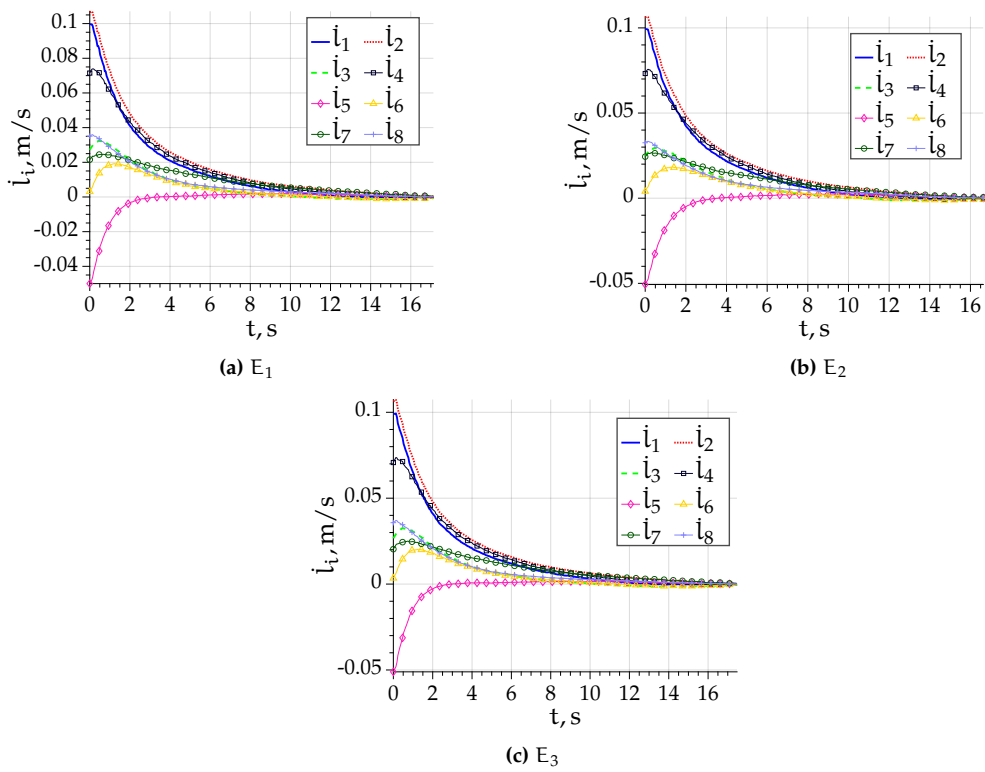 0.1
0.08
0.06
0.04
0.02
0
-0.02
-0.04
l̇ᵢ, m/s
l̇₁ l̇₂
l̇₃ l̇₄
l̇₅ l̇₆
l̇₇ l̇₈
0 2 4 6 8 10 12 14 16
t, s
(a) E₁
0.1
0.05
0
-0.05
l̇ᵢ, m/s
l̇₁ l̇₂
l̇₃ l̇₄
l̇₅ l̇₆
l̇₇ l̇₈
0 2 4 6 8 10 12 14 16
t, s
(b) E₂
0.1
0.05
0
-0.05
l̇ᵢ, m/s
l̇₁ l̇₂
l̇₃ l̇₄
l̇₅ l̇₆
l̇₇ l̇₈
0 2 4 6 8 10 12 14 16
t, s
(c) E₃